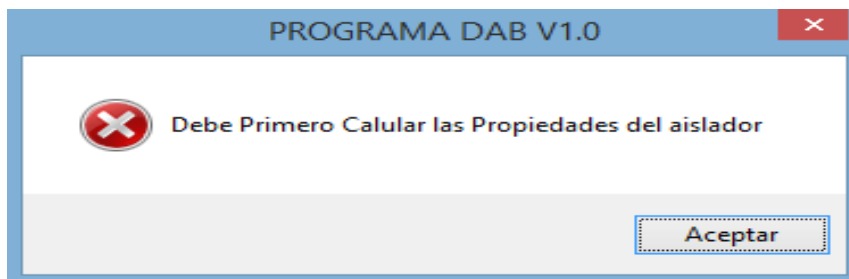 PROGRAMA DAB V1.0
Debe Primero Calular las Propiedades del aislador
Aceptar